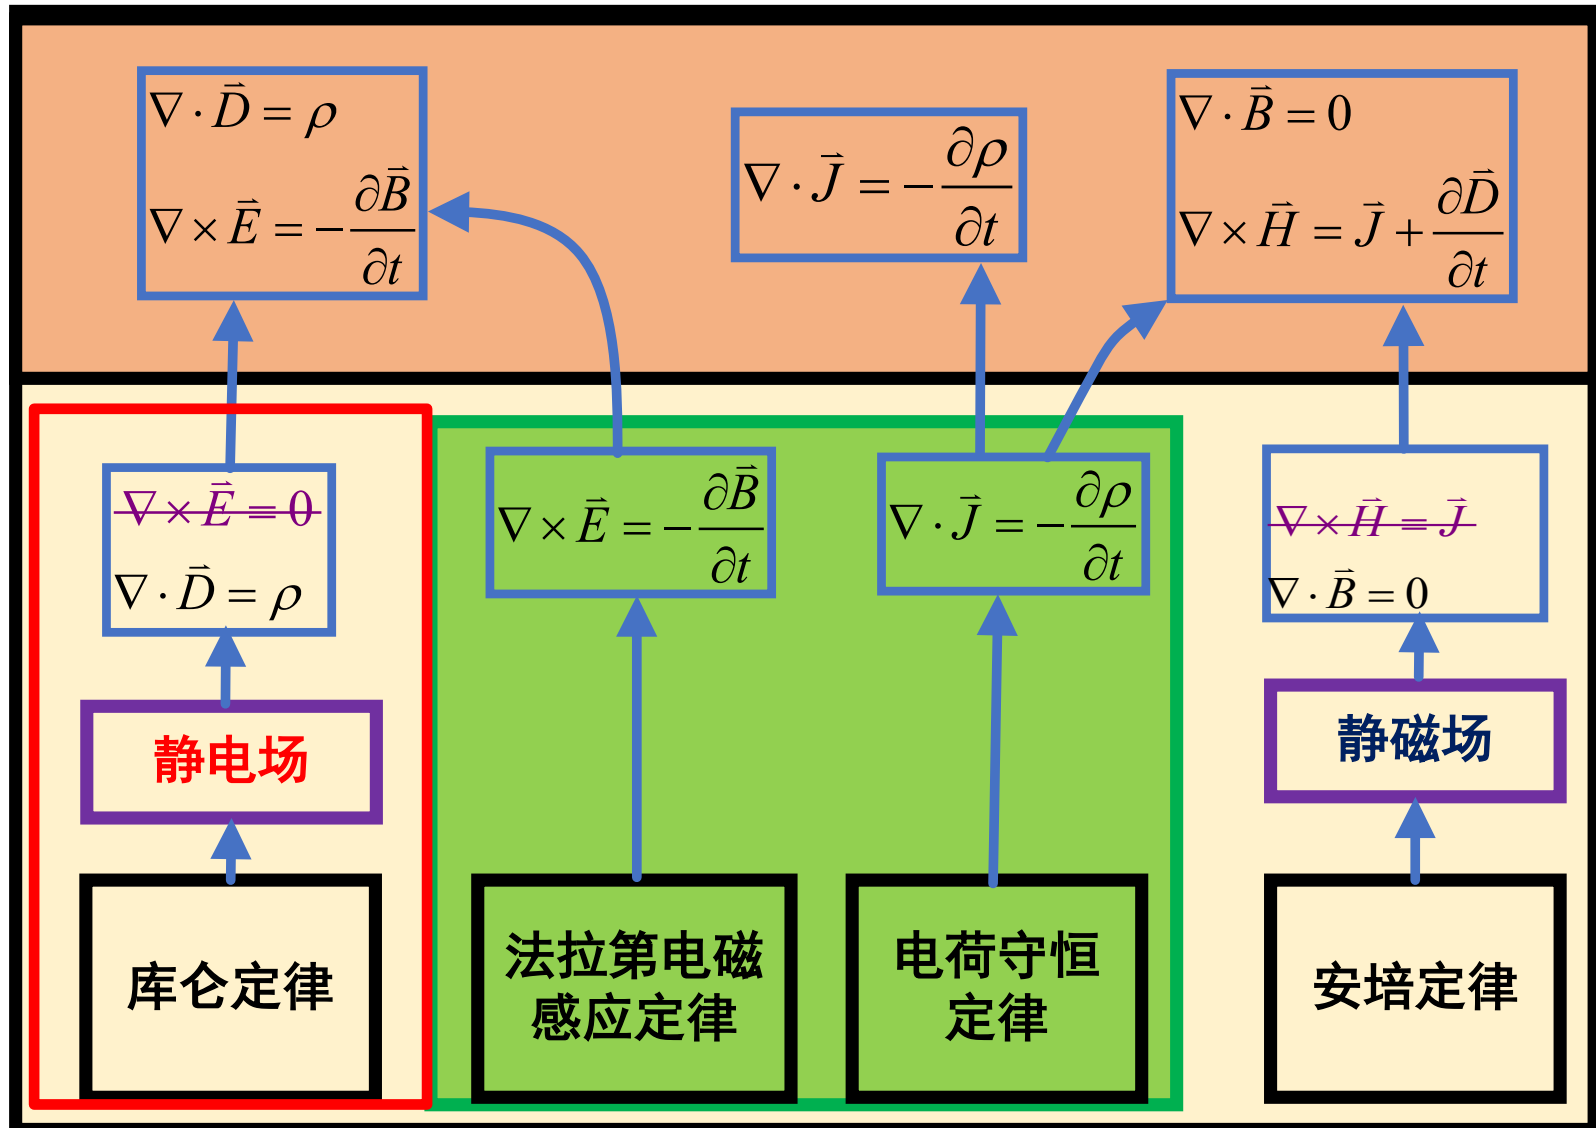 ∇·D⃗ = ρ
∇×E⃗ = −∂B⃗/∂t
∇·J⃗ = −∂ρ/∂t
∇·B⃗ = 0
∇×H⃗ = J⃗ + ∂D⃗/∂t
∇×E⃗ = 0
∇·D⃗ = ρ
∇×E⃗ = −∂B⃗/∂t
∇·J⃗ = −∂ρ/∂t
∇×H⃗ = J⃗
∇·B⃗ = 0
静电场
静磁场
库仑定律
法拉第电磁
感应定律
电荷守恒
定律
安培定律